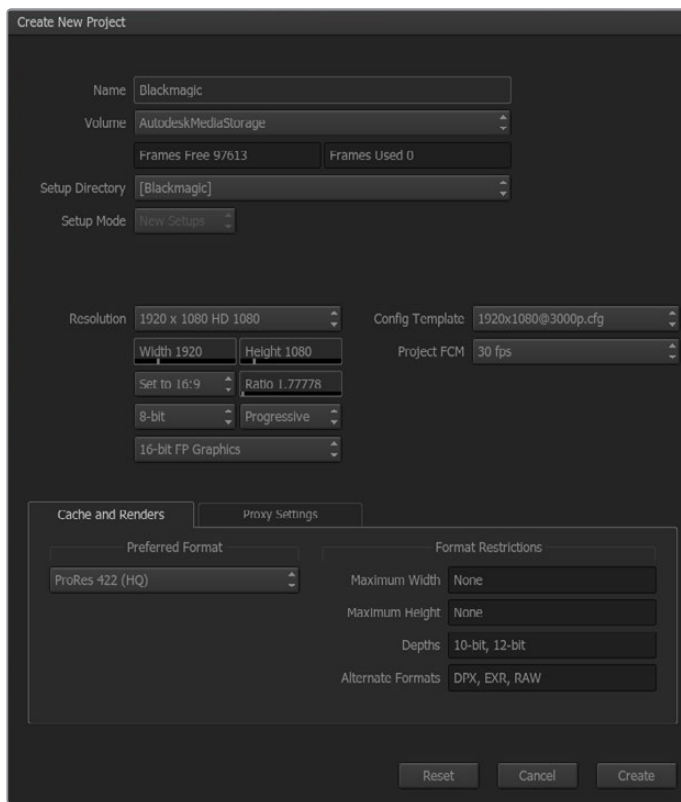 Create New Project
Name Blackmagic
Volume AutodeskMediaStorage
Frames Free 97613 Frames Used 0
Setup Directory [Blackmagic]
Setup Mode New Setups
Resolution 1920 x 1080 HD 1080 Config Template 1920x1080@3000p.cfg
Width 1920 Height 1080 Project FCM 30 fps
Set to 16:9 Ratio 1.77778
8-bit Progressive
16-bit FP Graphics
Cache and Renders Proxy Settings
Preferred Format Format Restrictions
ProRes 422 (HQ) Maximum Width None
Maximum Height None
Depths 10-bit, 12-bit
Alternate Formats DPX, EXR, RAW
Reset Cancel Create